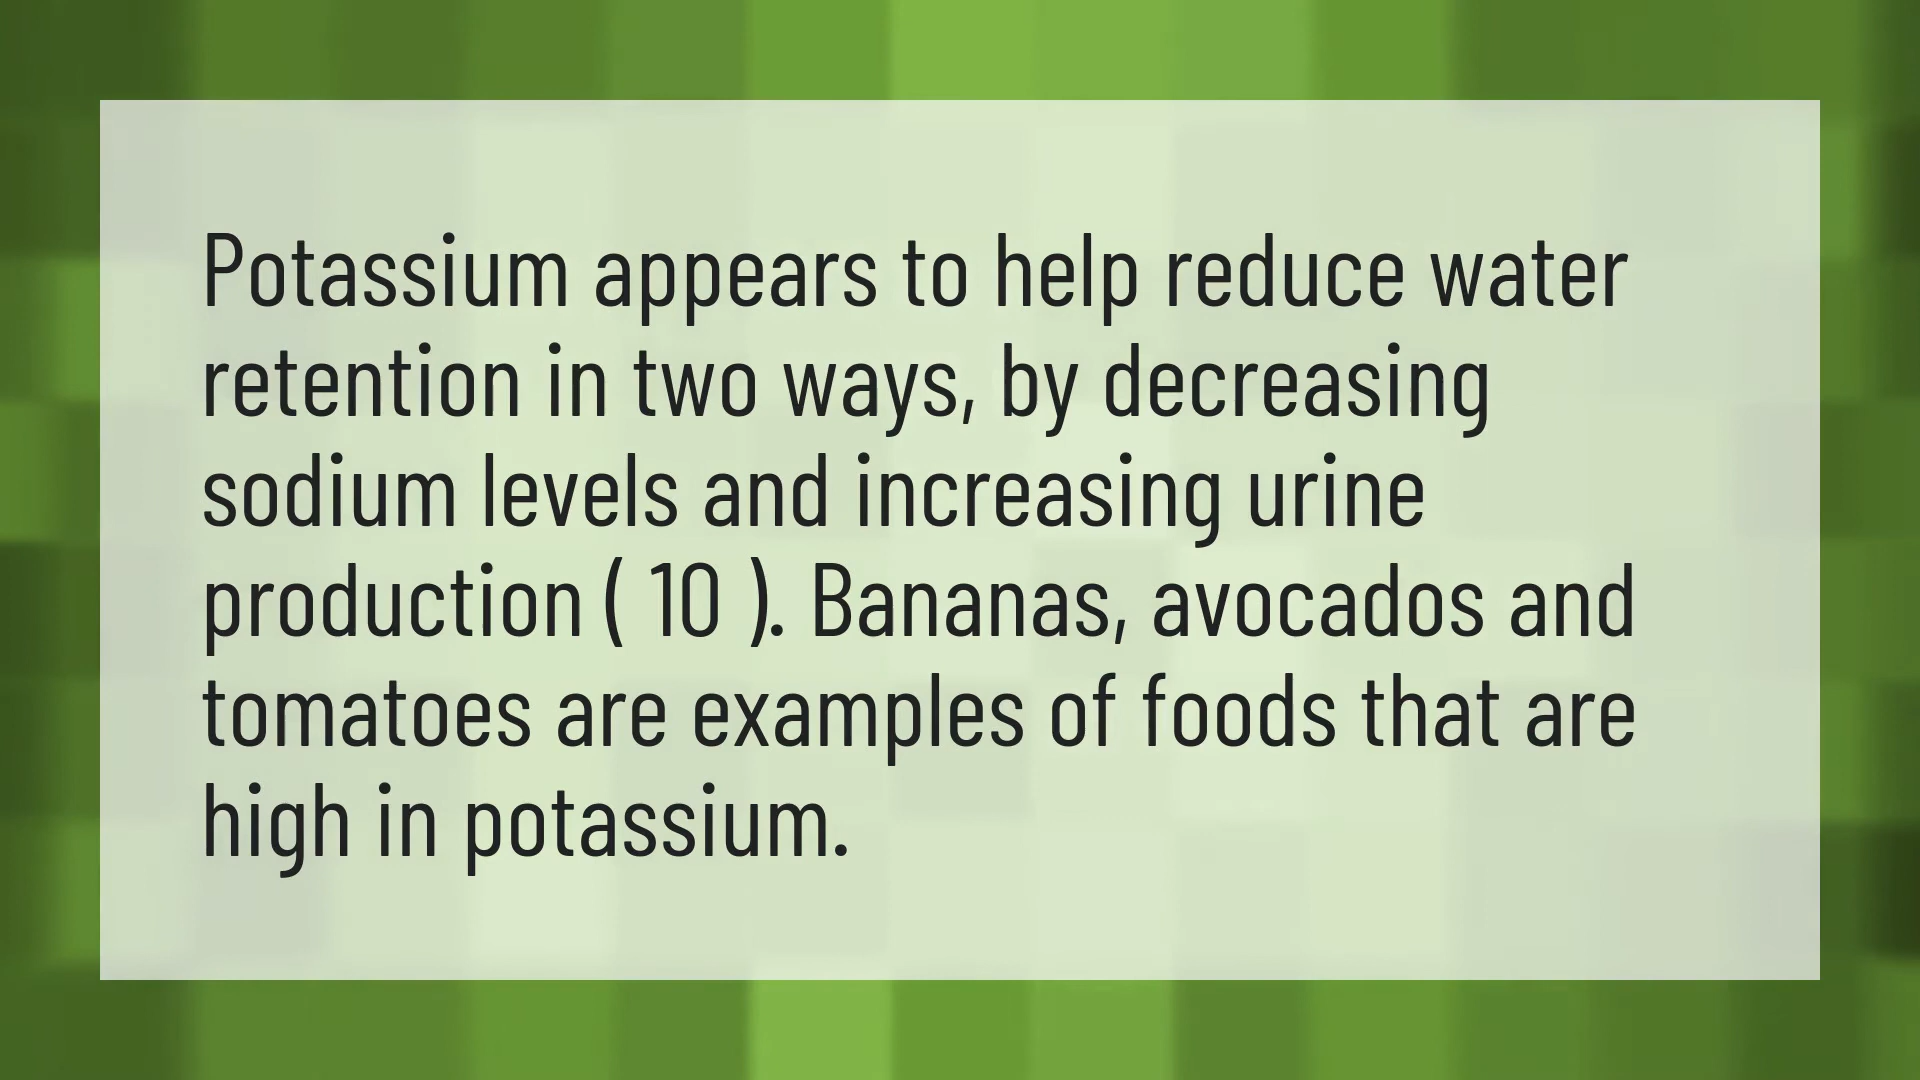 Potassium appears to help reduce water
retention in two ways, by decreasing
sodium levels and increasing urine
production ( 10 ). Bananas, avocados and
tomatoes are examples of foods that are
high in potassium.